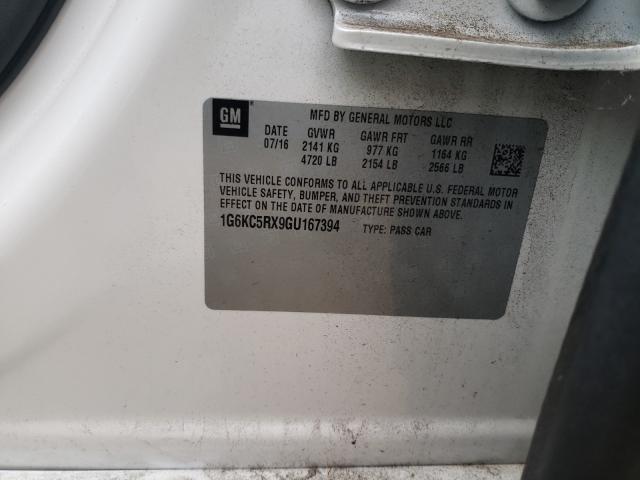 GM
MFD BY GENERAL MOTORS LLC
DATE GVWR GAWR FRT GAWR RR
07/16 2141 KG 977 KG 1164 KG
4720 LB 2154 LB 2566 LB
THIS VEHICLE CONFORMS TO ALL APPLICABLE U.S. FEDERAL MOTOR
VEHICLE SAFETY, BUMPER, AND THEFT PREVENTION STANDARDS IN
EFFECT ON THE DATE OF MANUFACTURE SHOWN ABOVE.
1G6KC5RX9GU167394 TYPE: PASS CAR